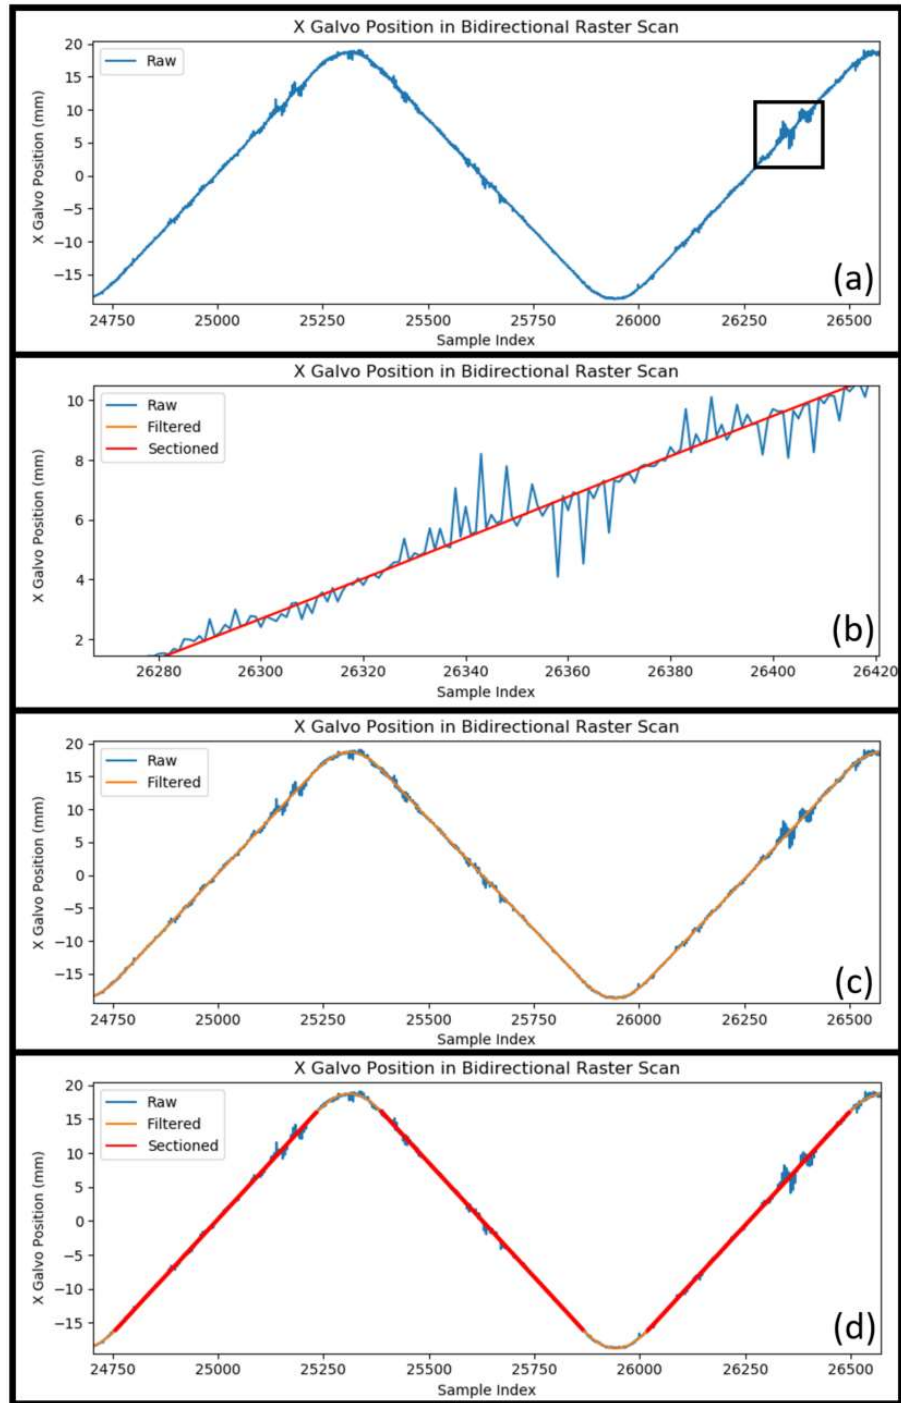 X Galvo Position in Bidirectional Raster Scan
Raw
20
15
10
5
0
−5
−10
−15
X Galvo Position (mm)
(a)
24750 25000 25250 25500 25750 26000 26250 26500
Sample Index
X Galvo Position in Bidirectional Raster Scan
Raw
Filtered
Sectioned
10
8
6
4
2
X Galvo Position (mm)
(b)
26280 26300 26320 26340 26360 26380 26400 26420
Sample Index
X Galvo Position in Bidirectional Raster Scan
Raw
Filtered
20
15
10
5
0
−5
−10
−15
X Galvo Position (mm)
(c)
24750 25000 25250 25500 25750 26000 26250 26500
Sample Index
X Galvo Position in Bidirectional Raster Scan
Raw
Filtered
Sectioned
20
15
10
5
0
−5
−10
−15
X Galvo Position (mm)
(d)
24750 25000 25250 25500 25750 26000 26250 26500
Sample Index